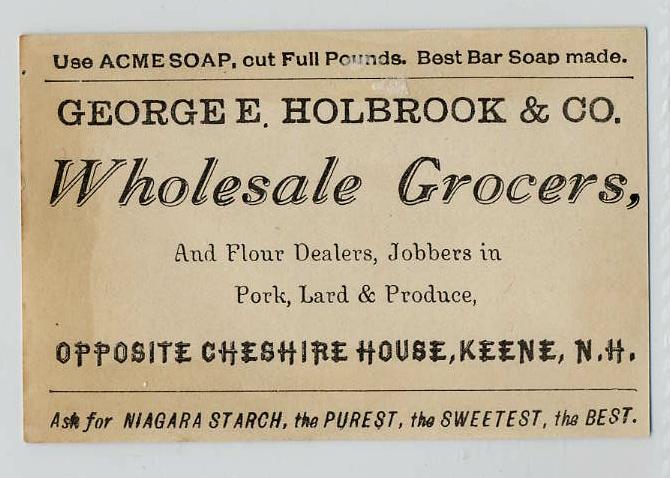 Use ACME SOAP, cut Full Pounds. Best Bar Soap made.
GEORGE E. HOLBROOK & CO.
Wholesale Grocers,
And Flour Dealers, Jobbers in
Pork, Lard & Produce,
OPPOSITE CHESHIRE HOUSE, KEENE, N.H.
Ask for NIAGARA STARCH, the PUREST, the SWEETEST, the BEST.